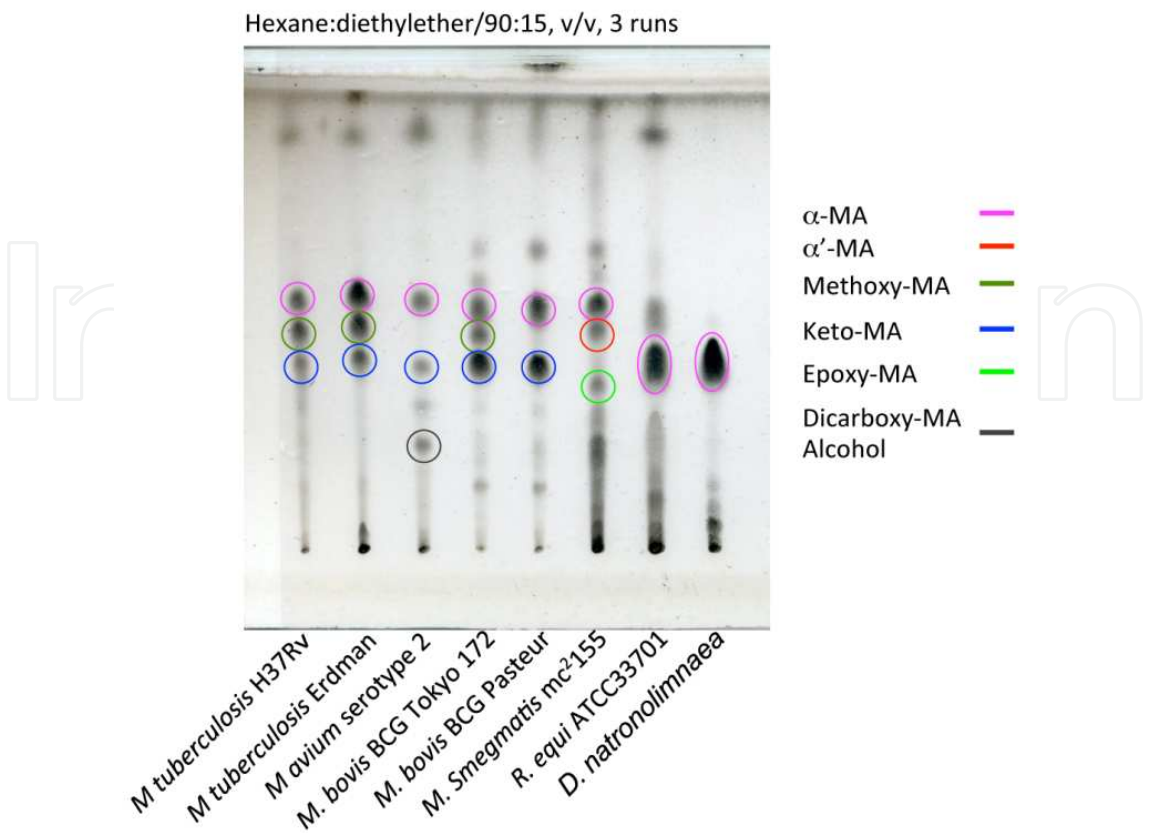 Hexane:diethylether/90:15, v/v, 3 runs
α-MA
α’-MA
Methoxy-MA
Keto-MA
Epoxy-MA
Dicarboxy-MA
Alcohol
M tuberculosis H37Rv
M tuberculosis Erdman
M avium serotype 2
M. bovis BCG Tokyo 172
M. bovis BCG Pasteur
M. Smegmatis mc²155
R. equi ATCC33701
D. natronolimnaea